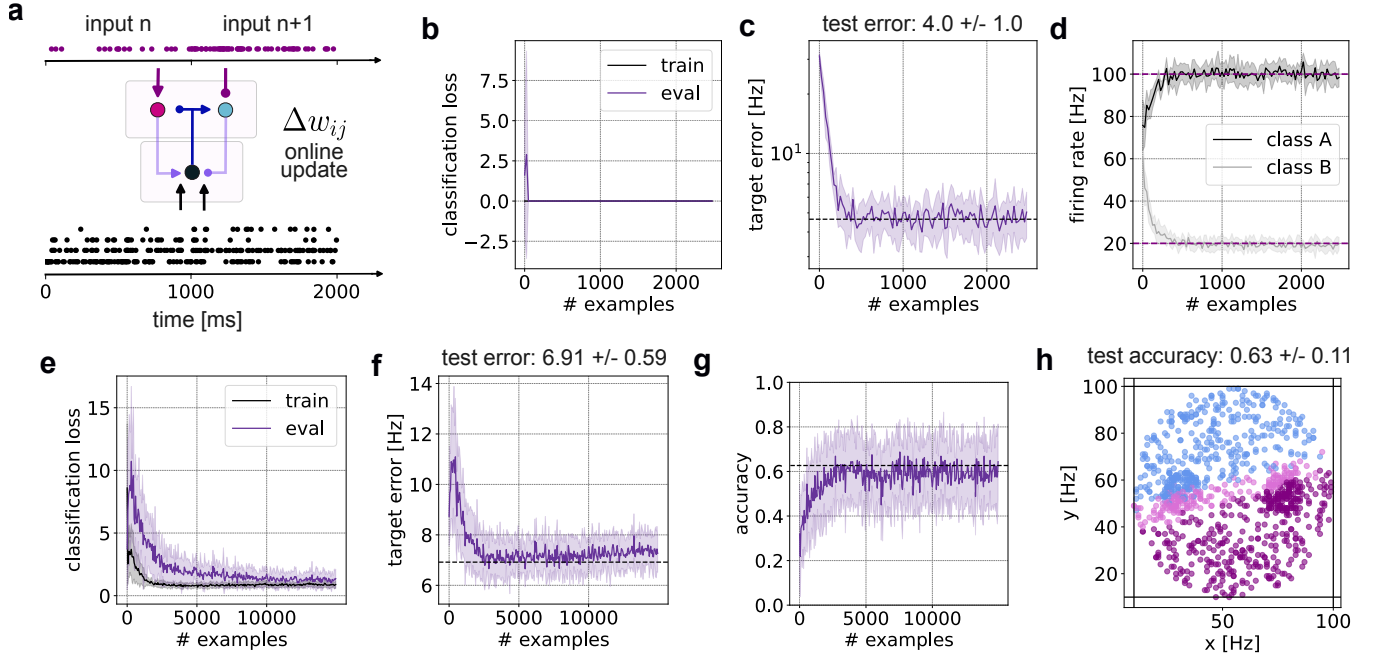 a
input n
input n+1
Δw_ij
online
update
0
1000
2000
time [ms]
b
classification loss
7.5
5.0
2.5
0.0
−2.5
train
eval
0
1000
2000
# examples
c
test error: 4.0 +/- 1.0
target error [Hz]
10^1
0
1000
2000
# examples
d
firing rate [Hz]
100
80
60
40
20
class A
class B
0
1000
2000
# examples
e
classification loss
15
10
5
0
train
eval
0
5000
10000
# examples
f
test error: 6.91 +/- 0.59
target error [Hz]
14
12
10
8
6
0
5000
10000
# examples
g
accuracy
1.0
0.8
0.6
0.4
0.2
0.0
0
5000
10000
# examples
h
test accuracy: 0.63 +/- 0.11
y [Hz]
100
80
60
40
20
50
100
x [Hz]